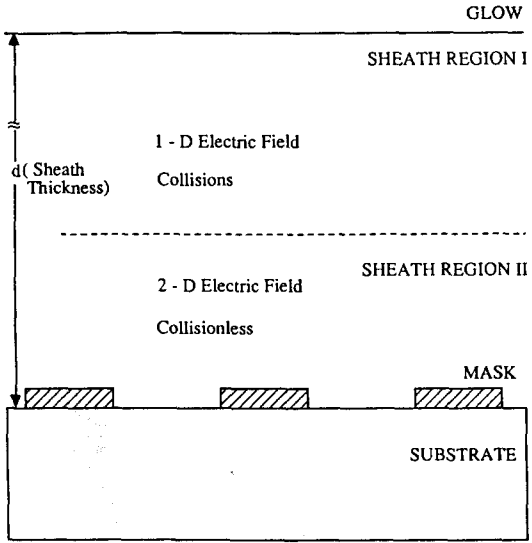 GLOW
SHEATH REGION I
1 - D Electric Field
Collisions
d( Sheath
Thickness)
SHEATH REGION II
2 - D Electric Field
Collisionless
MASK
SUBSTRATE